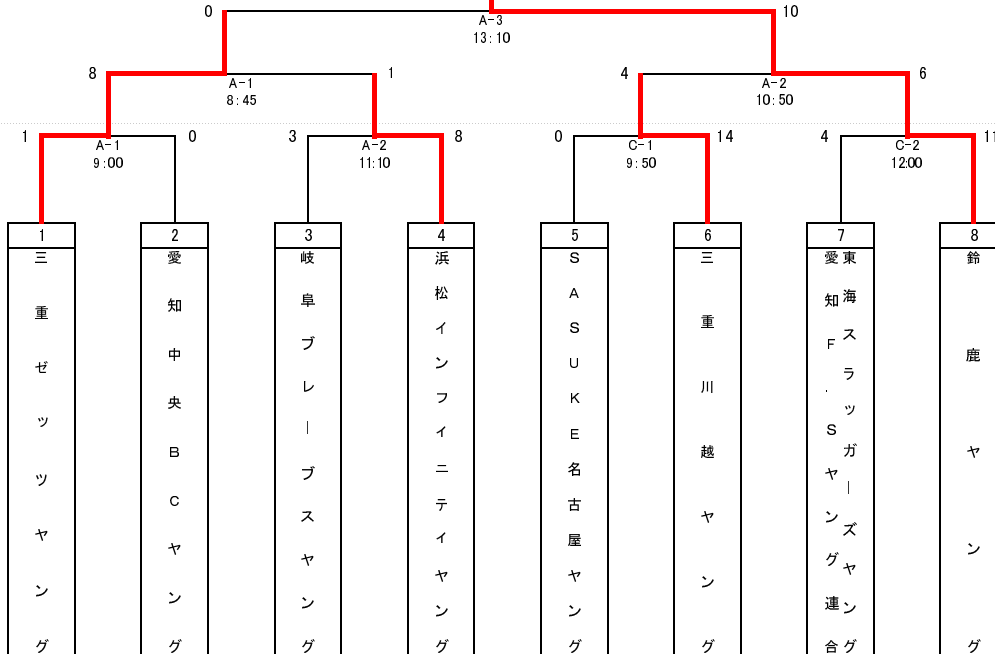 0 10
A-3
13:10
8 1 4 6
A-1 A-2
8:45 10:50
1 0 3 8 0 14 4 11
A-1 A-2 C-1 C-2
9:00 11:10 9:50 12:00
1 2 3 4 5 6 7 8
三重ゼッツヤング
愛知中央BCヤング
岐阜ブレーブスヤング
浜松インフィニティヤング
SASUKE名古屋ヤング
三重川越ヤング
東海スラッガーズヤング
愛知F.Sヤング連合
鈴鹿ヤング